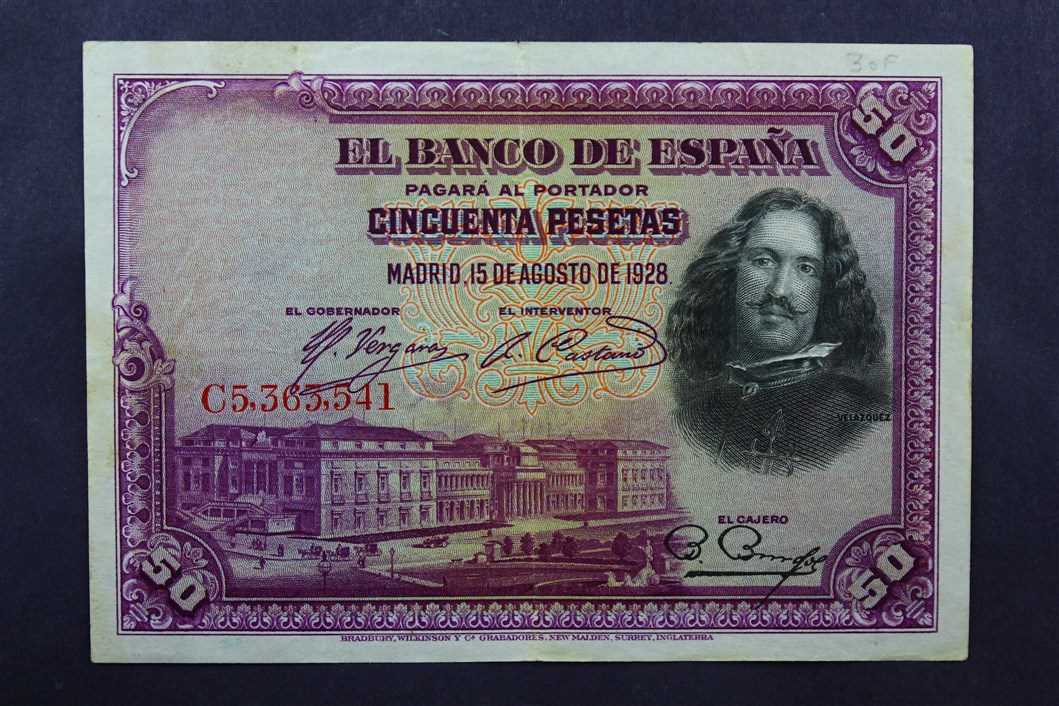 30F
50
EL BANCO DE ESPAÑA
PAGARÁ AL PORTADOR
CINCUENTA PESETAS
MADRID, 15 DE AGOSTO DE 1928.
EL GOBERNADOR EL INTERVENTOR
C5,363,541
VELAZQUEZ
EL CAJERO
50 50
BRADBURY, WILKINSON Y Cª GRABADORES. NEW MALDEN, SURREY, INGLATERRA